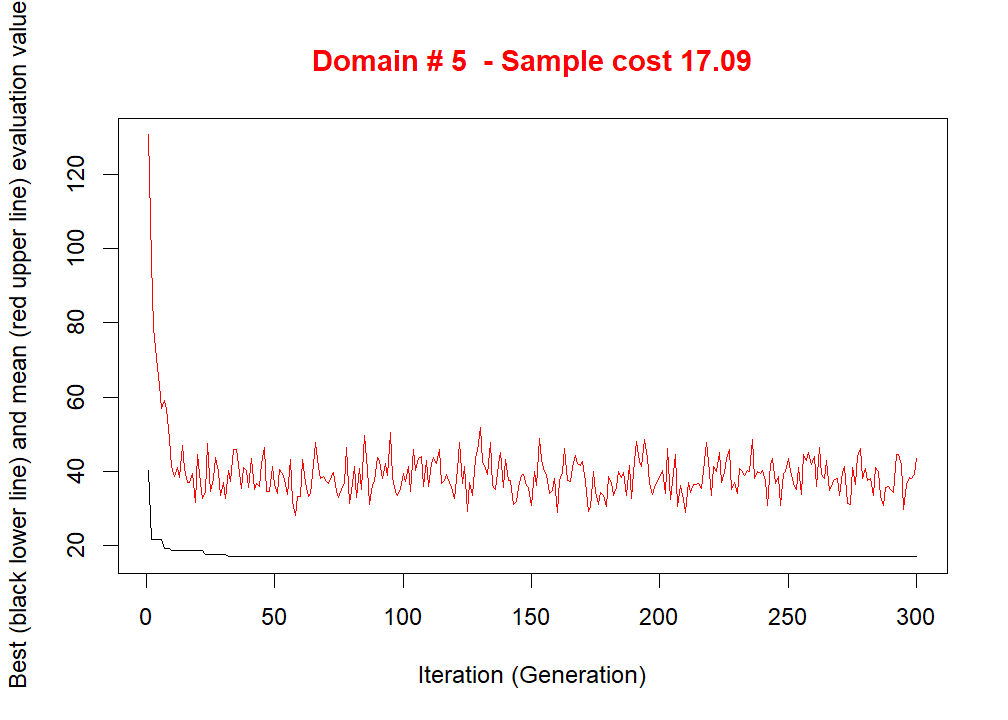 Domain # 5  - Sample cost 17.09
Best (black lower line) and mean (red upper line) evaluation value
120
100
80
60
40
20
0 50 100 150 200 250 300
Iteration (Generation)